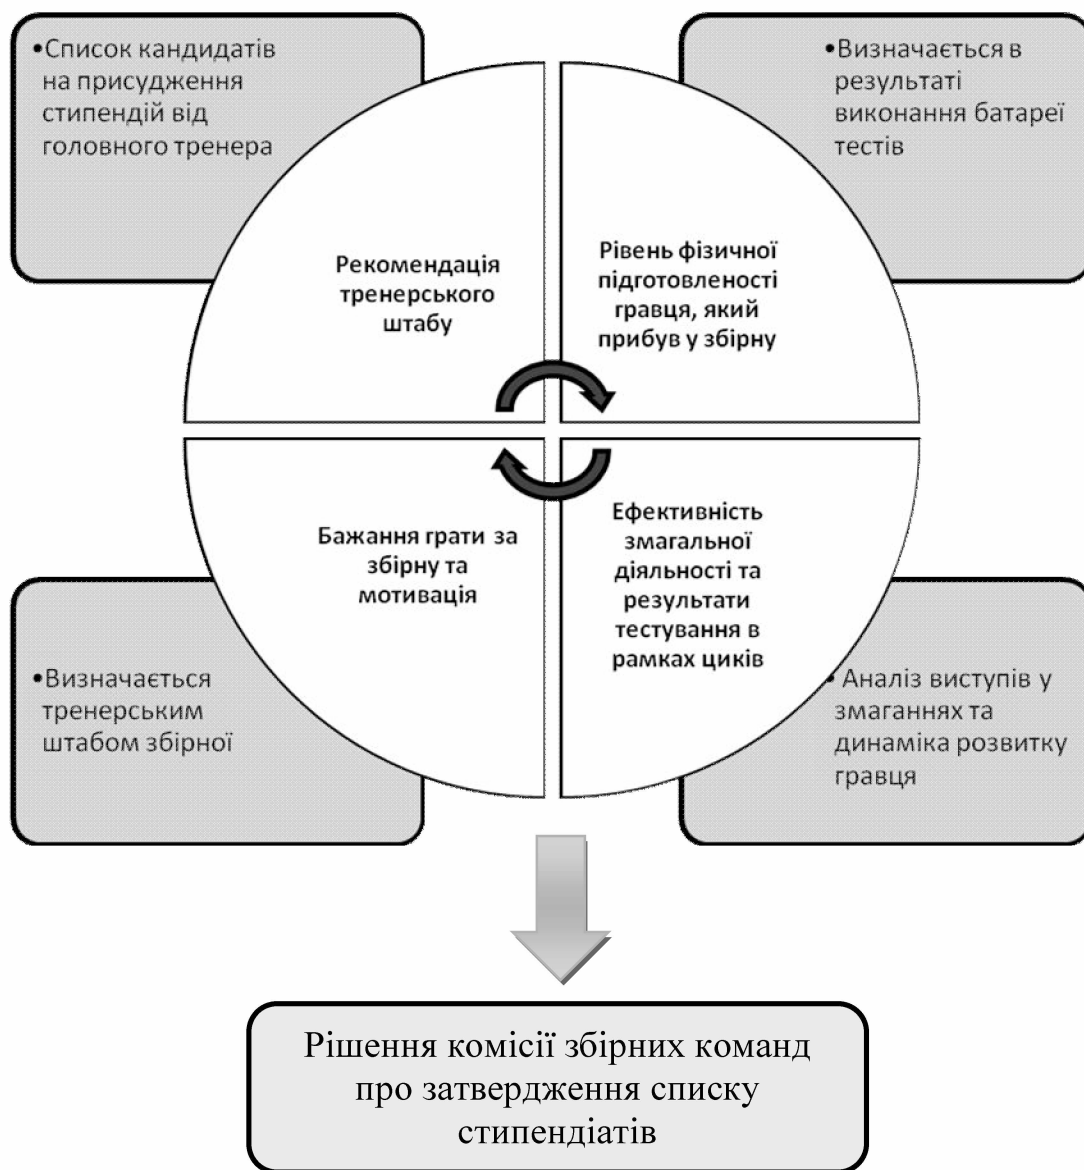 •Список кандидатів
на присудження
стипендій від
головного тренера
•Визначається в
результаті
виконання батареї
тестів
Рекомендація
тренерського
штабу
Рівень фізичної
підготовленості
гравця, який
прибув у збірну
Бажання грати за
збірну та
мотивація
Ефективність
змагальної
діяльності та
результати
тестування в
рамках циків
•Визначається
тренерським
штабом збірної
• Аналіз виступів у
змаганнях та
динаміка розвитку
гравця
Рішення комісії збірних команд
про затвердження списку
стипендіатів